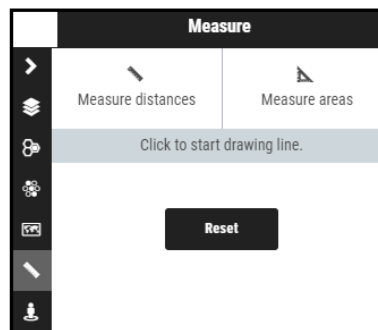 Measure
Measure distances
Measure areas
Click to start drawing line.
Reset